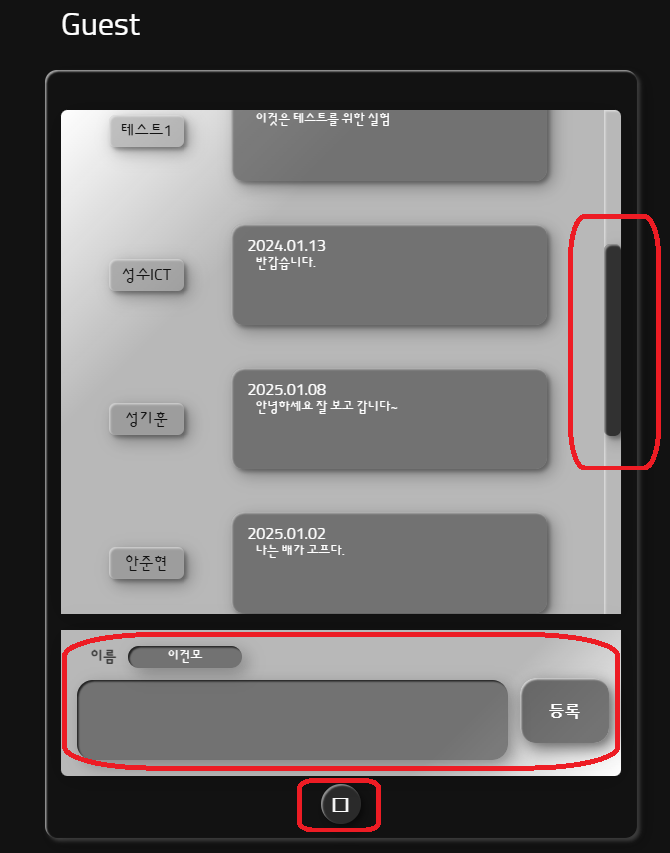 Guest
이것은 테스트를 위한 실험
테스트1
2024.01.13
반갑습니다.
성수ICT
2025.01.08
안녕하세요 잘 보고 갑니다~
성기훈
2025.01.02
나는 배가 고프다.
안준현
이름 이건모
등록